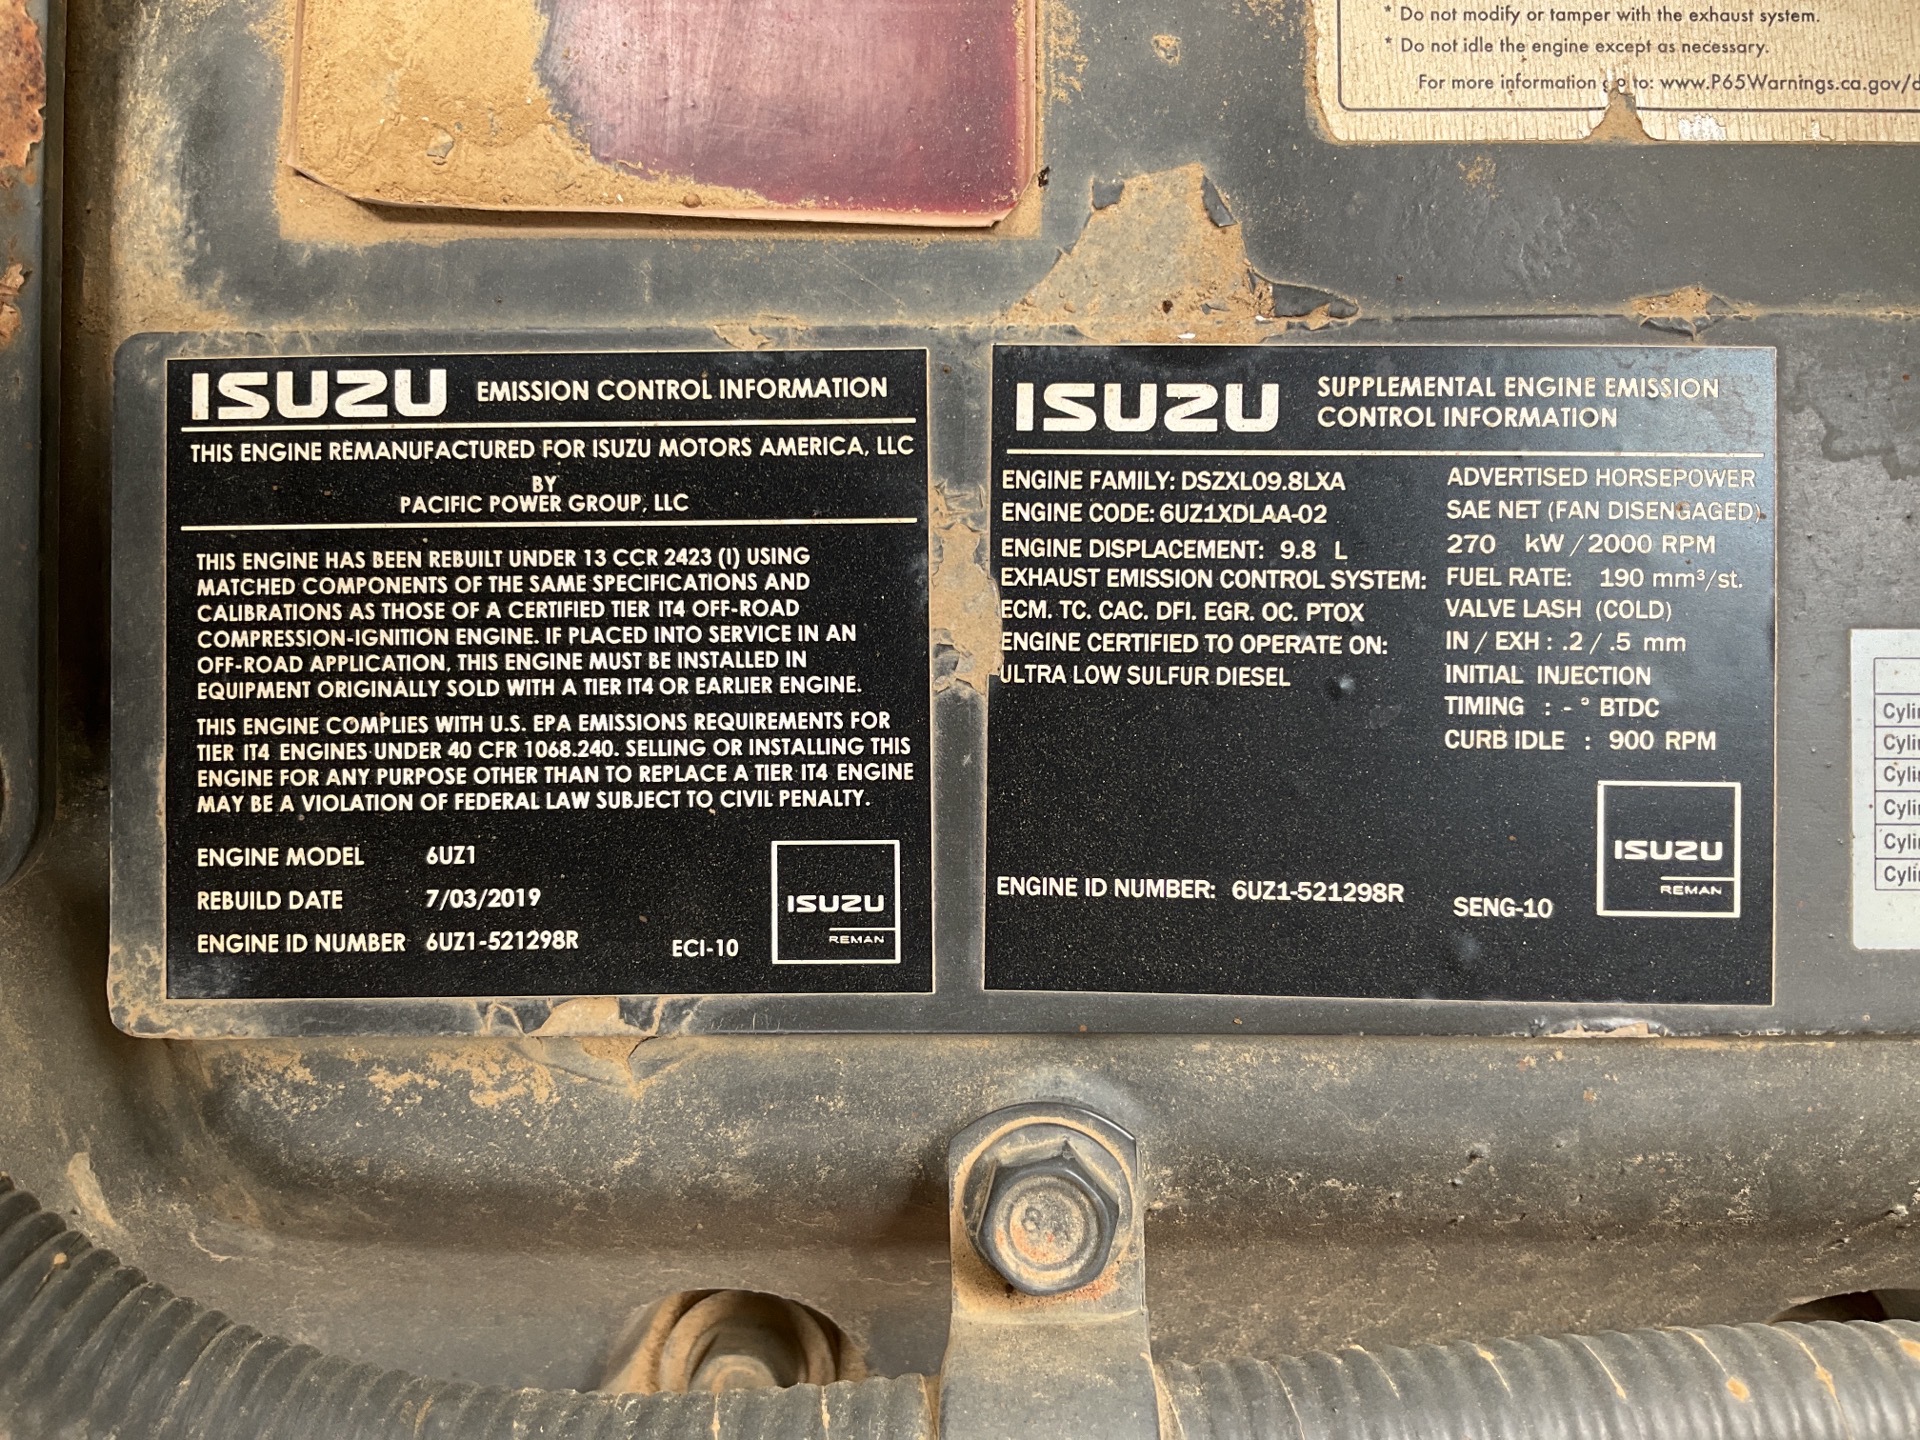 * Do not modify or tamper with the exhaust system.
* Do not idle the engine except as necessary.
For more information go to: www.P65Warnings.ca.gov/d
ISUZU EMISSION CONTROL INFORMATION
THIS ENGINE REMANUFACTURED FOR ISUZU MOTORS AMERICA, LLC
BY
PACIFIC POWER GROUP, LLC
THIS ENGINE HAS BEEN REBUILT UNDER 13 CCR 2423 (I) USING
MATCHED COMPONENTS OF THE SAME SPECIFICATIONS AND
CALIBRATIONS AS THOSE OF A CERTIFIED TIER IT4 OFF-ROAD
COMPRESSION-IGNITION ENGINE. IF PLACED INTO SERVICE IN AN
OFF-ROAD APPLICATION, THIS ENGINE MUST BE INSTALLED IN
EQUIPMENT ORIGINALLY SOLD WITH A TIER IT4 OR EARLIER ENGINE.
THIS ENGINE COMPLIES WITH U.S. EPA EMISSIONS REQUIREMENTS FOR
TIER IT4 ENGINES UNDER 40 CFR 1068.240. SELLING OR INSTALLING THIS
ENGINE FOR ANY PURPOSE OTHER THAN TO REPLACE A TIER IT4 ENGINE
MAY BE A VIOLATION OF FEDERAL LAW SUBJECT TO CIVIL PENALTY.
ENGINE MODEL 6UZ1
REBUILD DATE 7/03/2019
ENGINE ID NUMBER 6UZ1-521298R
ECI-10
ISUZU
REMAN
ISUZU SUPPLEMENTAL ENGINE EMISSION
CONTROL INFORMATION
ENGINE FAMILY: DSZXL09.8LXA
ENGINE CODE: 6UZ1XDLAA-02
ENGINE DISPLACEMENT: 9.8 L
EXHAUST EMISSION CONTROL SYSTEM:
ECM. TC. CAC. DFI. EGR. OC. PTOX
ENGINE CERTIFIED TO OPERATE ON:
ULTRA LOW SULFUR DIESEL
ADVERTISED HORSEPOWER
SAE NET (FAN DISENGAGED)
270 kW / 2000 RPM
FUEL RATE: 190 mm³/st.
VALVE LASH (COLD)
IN / EXH : .2 / .5 mm
INITIAL INJECTION
TIMING : - ° BTDC
CURB IDLE : 900 RPM
ENGINE ID NUMBER: 6UZ1-521298R
SENG-10
ISUZU
REMAN
Cylin
Cylin
Cylin
Cylin
Cylin
Cylin